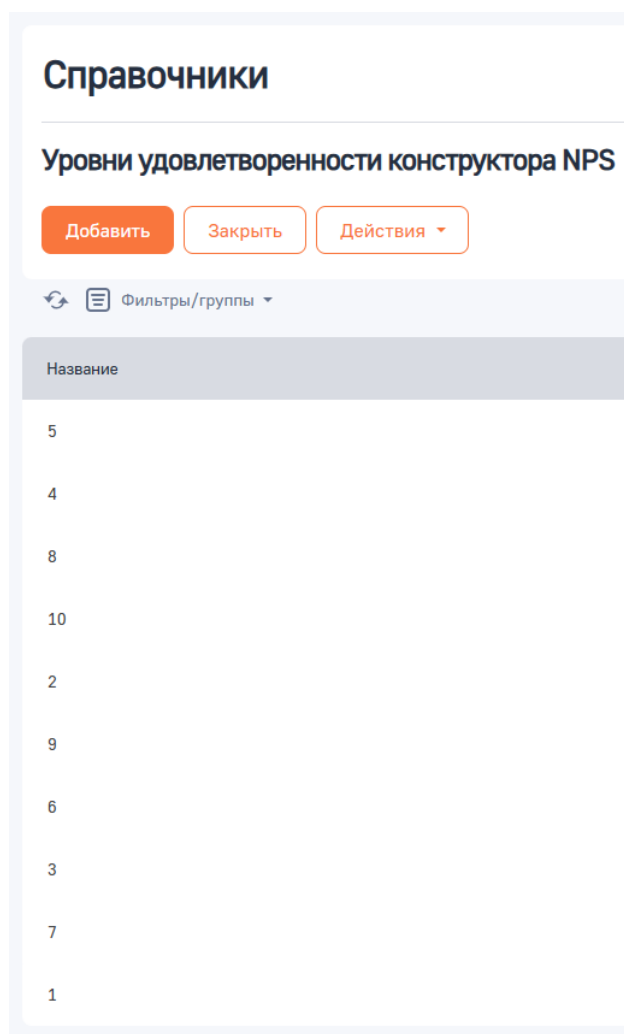 Справочники
Уровни удовлетворенности конструктора NPS
Добавить Закрыть Действия
Фильтры/группы
Название
5
4
8
10
2
9
6
3
7
1